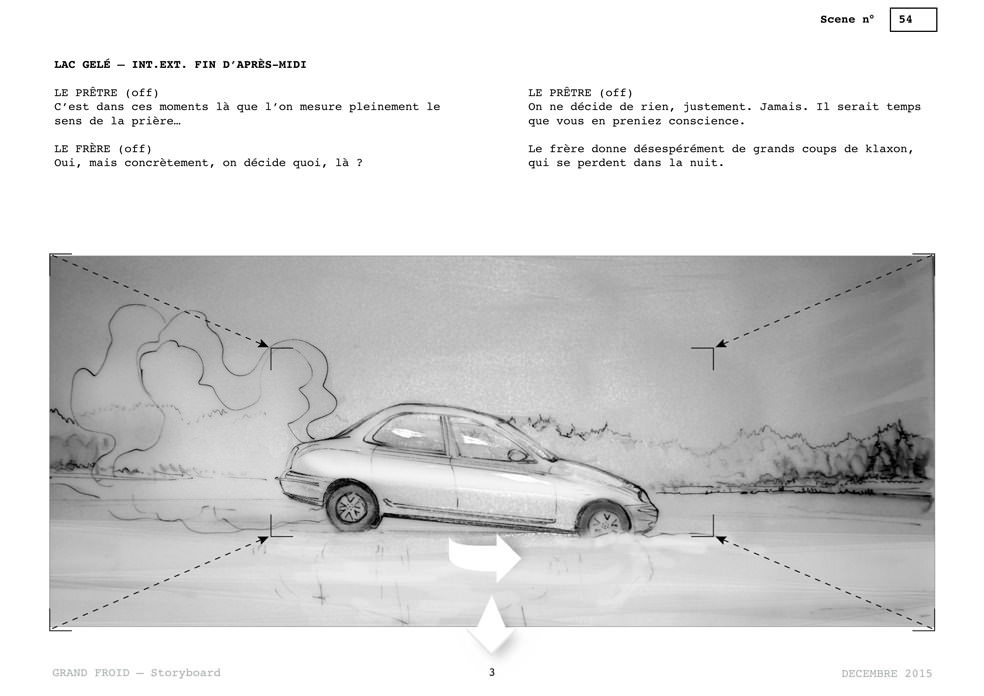 Scene n° 54
LAC GELÉ – INT.EXT. FIN D’APRÈS-MIDI
LE PRÊTRE (off)
C’est dans ces moments là que l’on mesure pleinement le
sens de la prière…
LE FRÈRE (off)
Oui, mais concrètement, on décide quoi, là ?
LE PRÊTRE (off)
On ne décide de rien, justement. Jamais. Il serait temps
que vous en preniez conscience.
Le frère donne désespérément de grands coups de klaxon,
qui se perdent dans la nuit.
GRAND FROID – Storyboard
3
DECEMBRE 2015